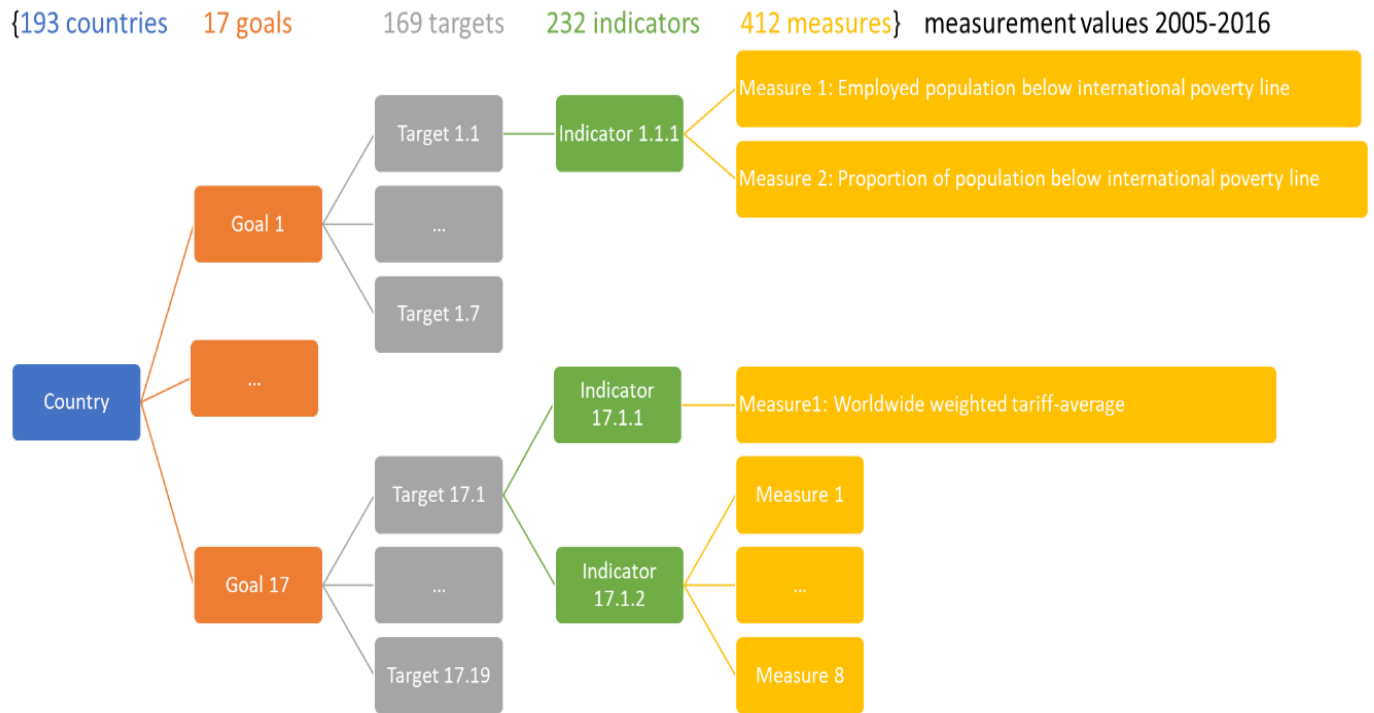 {193 countries 17 goals 169 targets 232 indicators 412 measures} measurement values 2005-2016
Measure 1: Employed population below international poverty line
Target 1.1
Indicator 1.1.1
Measure 2: Proportion of population below international poverty line
Goal 1
...
Target 1.7
...
Country
Indicator
17.1.1
Measure1: Worldwide weighted tariff-average
Target 17.1
Measure 1
Goal 17
...
Indicator
17.1.2
...
Target 17.19
Measure 8